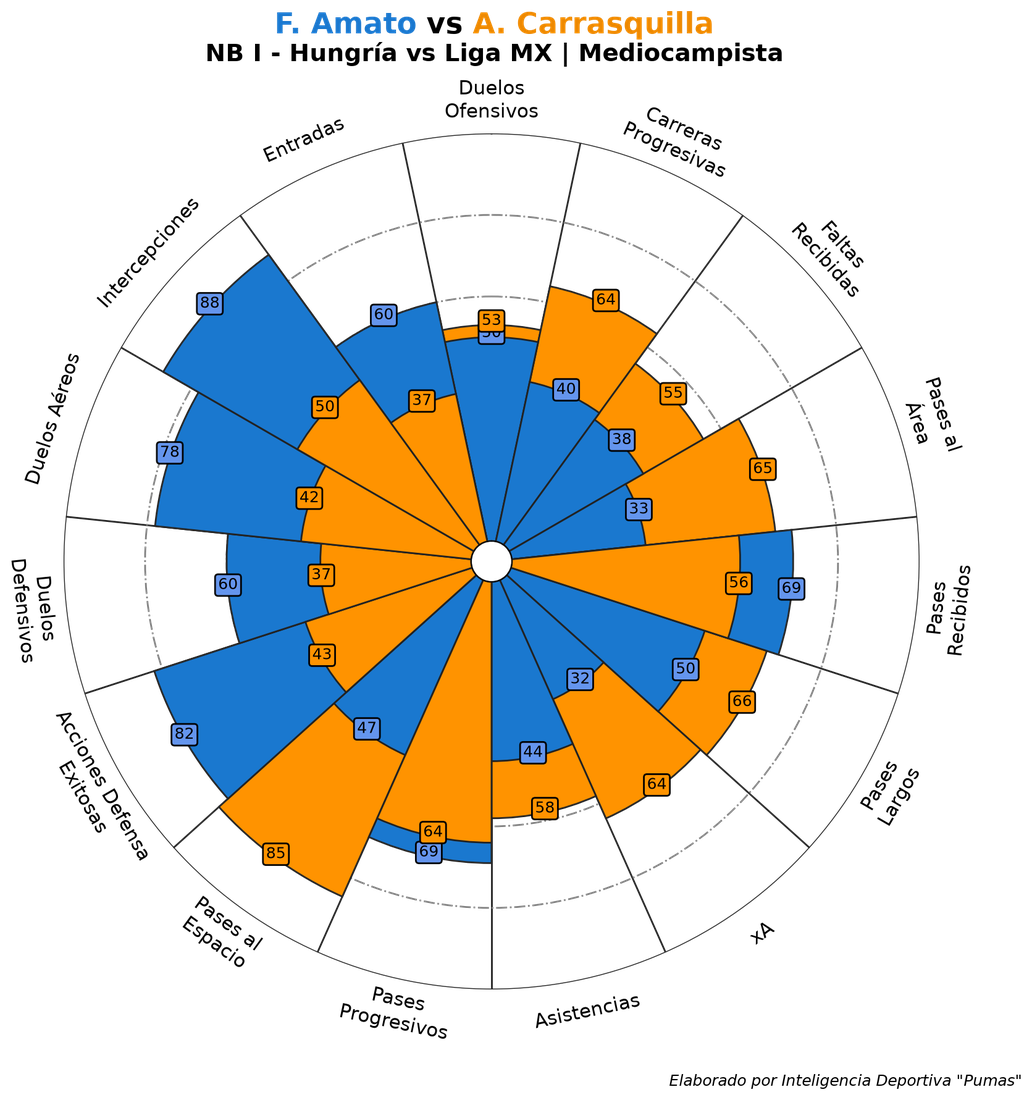 F. Amato vs A. Carrasquilla
NB I - Hungría vs Liga MX | Mediocampista
Duelos
Ofensivos
Carreras
Progresivas
Faltas
Recibidas
Pases al
Área
Pases
Recibidos
Pases
Largos
xA
Asistencias
Pases
Progresivos
Pases al
Espacio
Acciones Defensa
Exitosas
Duelos
Defensivos
Duelos Aéreos
Intercepciones
Entradas
53
64
40
55
38
65
33
56
69
50
66
32
64
44
58
64
69
47
85
43
82
37
60
42
78
50
88
37
60
Elaborado por Inteligencia Deportiva "Pumas"